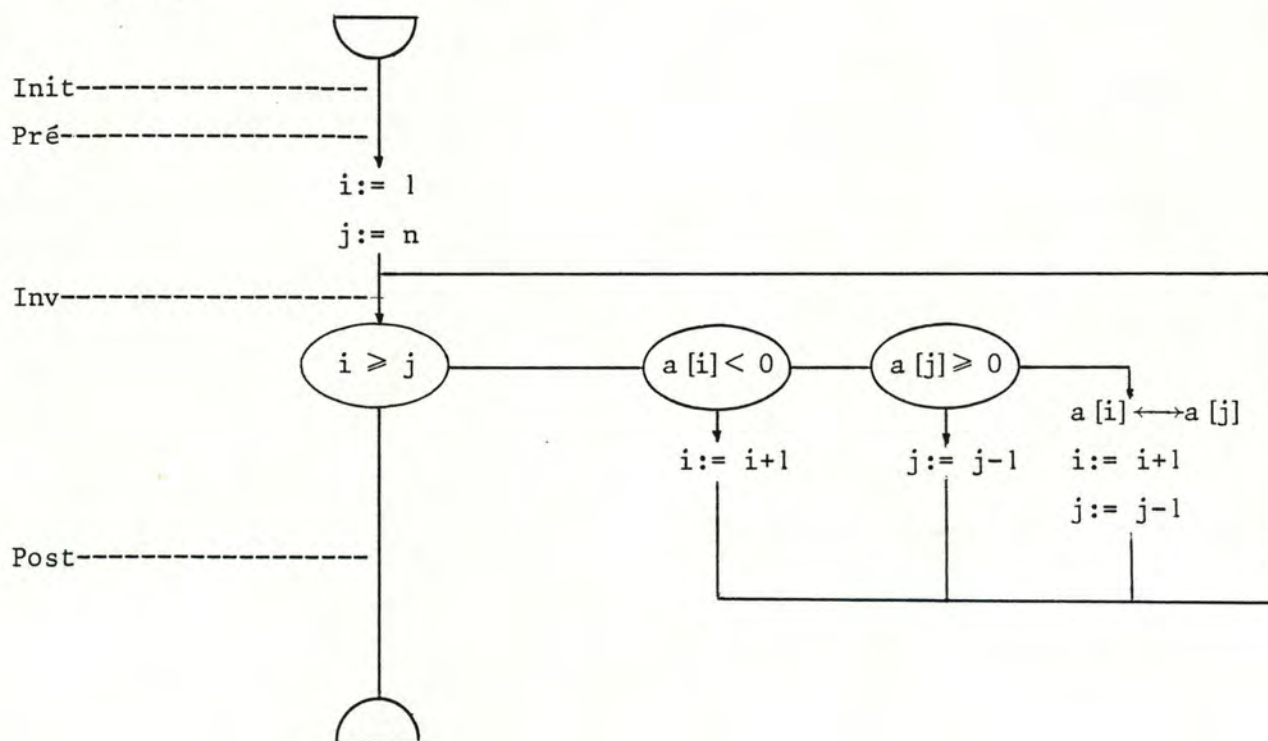 Init
Pré
i:= 1
j:= n
Inv
i ⩾ j
a [i] < 0
a [j] ⩾ 0
a [i] ⟷ a [j]
i:= i+1
j:= j-1
i:= i+1
j:= j-1
Post